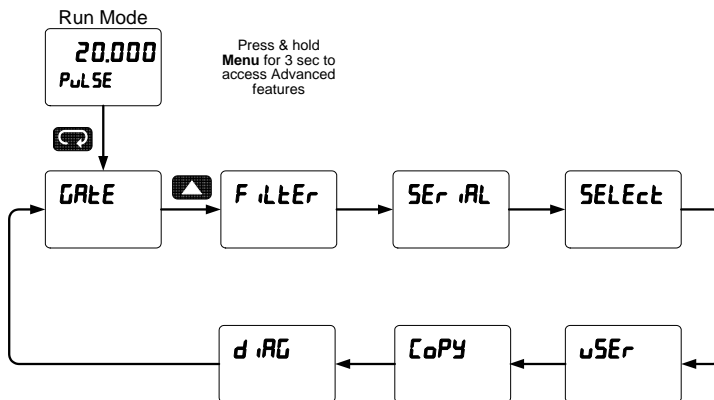 Run Mode
20.000
PuLSE
Press & hold
Menu for 3 sec to
access Advanced
features
GAtE
FiLtEr
SEriAL
SELEct
diAG
CoPY
uSEr